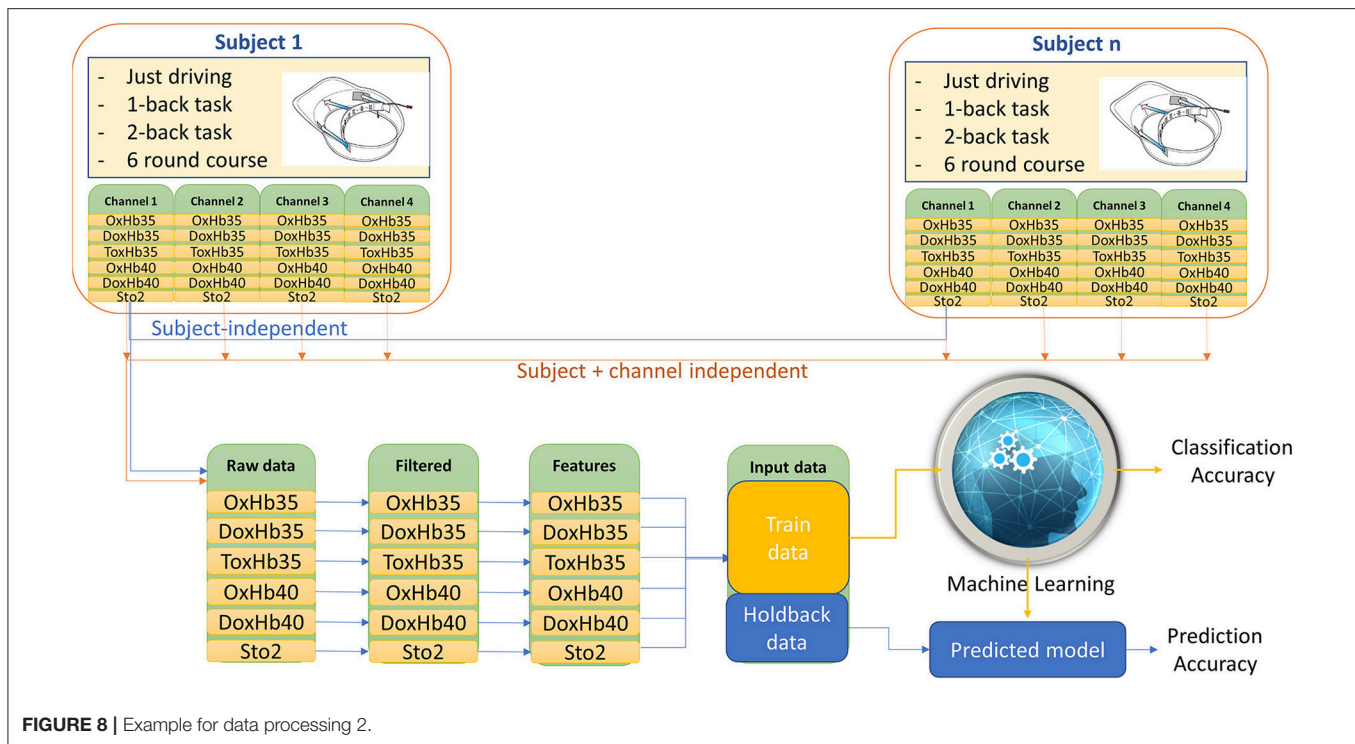 Subject 1
- Just driving
- 1-back task
- 2-back task
- 6 round course
Channel 1
OxHb35
DoxHb35
ToxHb35
OxHb40
DoxHb40
Sto2
Channel 2
OxHb35
DoxHb35
ToxHb35
OxHb40
DoxHb40
Sto2
Channel 3
OxHb35
DoxHb35
ToxHb35
OxHb40
DoxHb40
Sto2
Channel 4
OxHb35
DoxHb35
ToxHb35
OxHb40
DoxHb40
Sto2
Subject n
- Just driving
- 1-back task
- 2-back task
- 6 round course
Channel 1
OxHb35
DoxHb35
ToxHb35
OxHb40
DoxHb40
Sto2
Channel 2
OxHb35
DoxHb35
ToxHb35
OxHb40
DoxHb40
Sto2
Channel 3
OxHb35
DoxHb35
ToxHb35
OxHb40
DoxHb40
Sto2
Channel 4
OxHb35
DoxHb35
ToxHb35
OxHb40
DoxHb40
Sto2
Subject-independent
Subject + channel independent
Raw data
OxHb35
DoxHb35
ToxHb35
OxHb40
DoxHb40
Sto2
Filtered
OxHb35
DoxHb35
ToxHb35
OxHb40
DoxHb40
Sto2
Features
OxHb35
DoxHb35
ToxHb35
OxHb40
DoxHb40
Sto2
Input data
Train
data
Holdback
data
Machine Learning
Classification
Accuracy
Predicted model
Prediction
Accuracy
FIGURE 8 | Example for data processing 2.